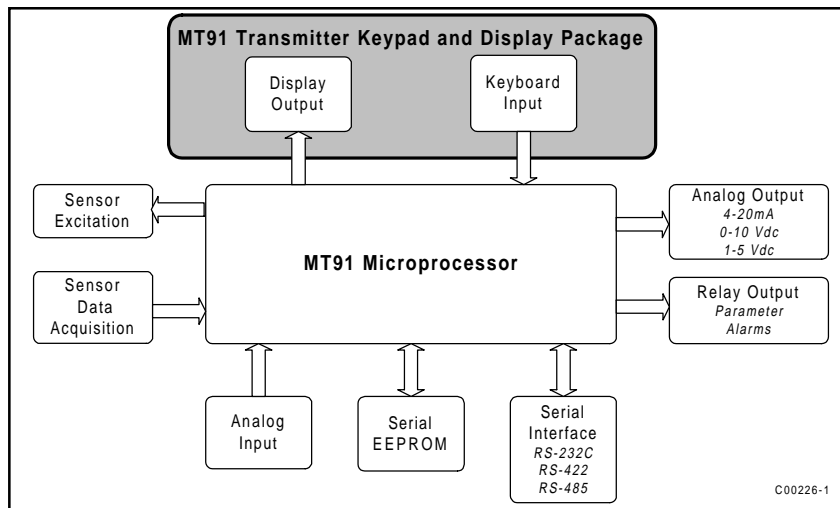 MT91 Transmitter Keypad and Display Package
Display
Output
Keyboard
Input
Sensor
Excitation
MT91 Microprocessor
Analog Output
4-20mA
0-10 Vdc
1-5 Vdc
Sensor
Data
Acquisition
Relay Output
Parameter
Alarms
Analog
Input
Serial
EEPROM
Serial
Interface
RS-232C
RS-422
RS-485
C00226-1